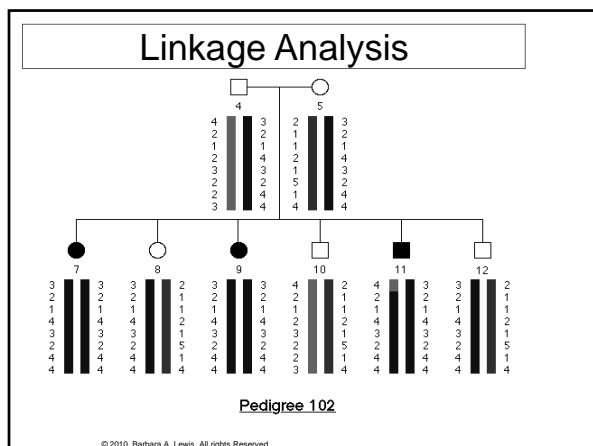 Linkage Analysis
4 5
4 3 2 3
2 2 1 2
1 1 1 1
2 4 2 4
3 3 1 3
2 2 5 2
2 4 1 4
3 4 4 4
7 8 9 10 11 12
3 3 3 2 3 3 4 2 4 3 3 2
2 2 2 1 2 2 2 1 2 2 2 1
1 1 1 1 1 1 1 1 1 1 1 1
4 4 4 2 4 4 2 2 4 4 4 2
3 3 3 1 3 3 3 1 3 3 3 1
2 2 2 5 2 2 2 5 2 2 2 5
4 4 4 1 4 4 2 1 4 4 4 1
4 4 4 4 4 4 3 4 4 4 4 4
Pedigree 102
© 2010, Barbara A. Lewis, All rights Reserved